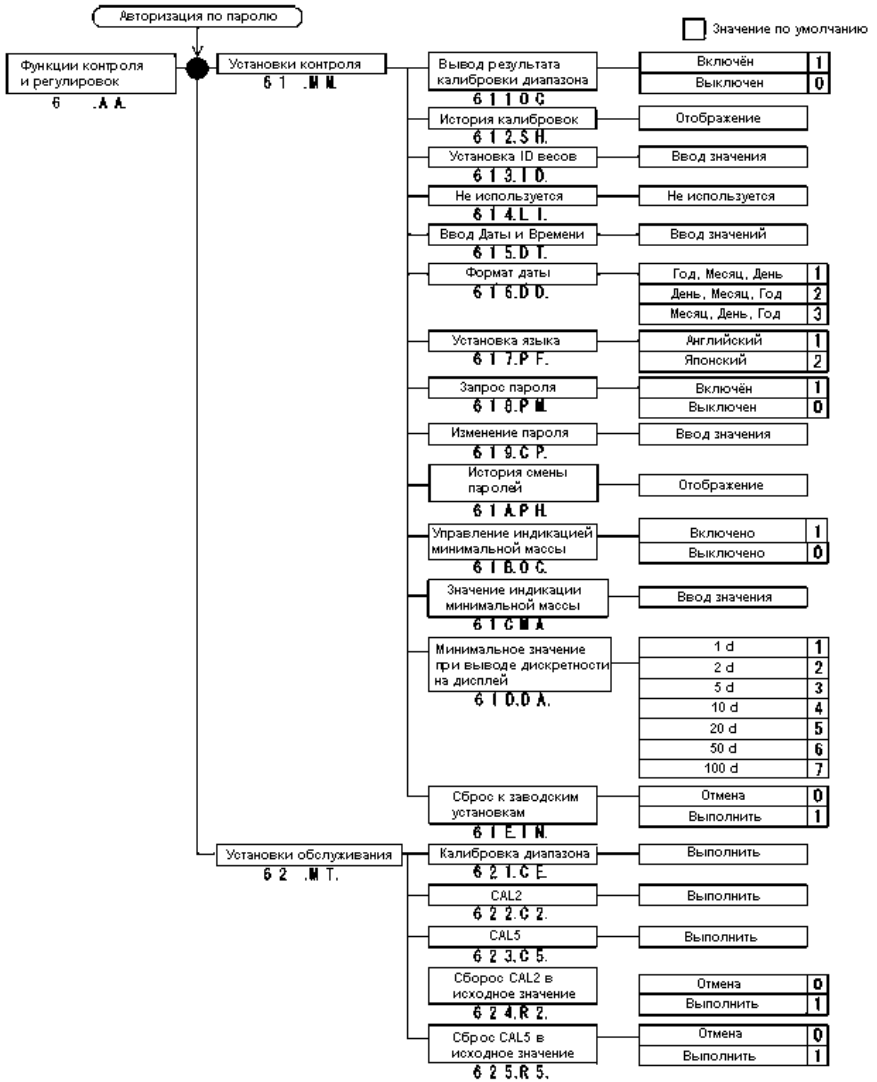 Авторизация по паролю
Значение по умолчанию
Функции контроля
и регулировок
6 .A A.
Установки контроля
6 1 .M M.
Вывод результата
калибровки диапазона
6 1 1 0 C
Включён 1
Выключен 0
История калибровок
6 1 2.S H.
Отображение
Установка ID весов
6 1 3.I D.
Ввод значения
Не используется
6 1 4.L I.
Не используется
Ввод Даты и Времени
6 1 5.D T.
Ввод значений
Формат даты
6 1 6.D D.
Год, Месяц, День 1
День, Месяц, Год 2
Месяц, День, Год 3
Установка языка
6 1 7.P F.
Английский 1
Японский 2
Запрос пароля
6 1 8.P M.
Включён 1
Выключен 0
Изменение пароля
6 1 9.C P.
Ввод значения
История смены
паролей
6 1 A.P H.
Отображение
Управление индикацией
минимальной массы
6 1 B.O C.
Включено 1
Выключено 0
Значение индикации
минимальной массы
6 1 C M A
Ввод значения
Минимальное значение
при выводе дискретности
на дисплей
6 1 D.D A.
1 d 1
2 d 2
5 d 3
10 d 4
20 d 5
50 d 6
100 d 7
Сброс к заводским
установкам
6 1 E.I N.
Отмена 0
Выполнить 1
Установки обслуживания
6 2 .M T.
Калибровка диапазона
6 2 1.C E.
Выполнить
CAL2
6 2 2.C 2.
Выполнить
CAL5
6 2 3.C 5.
Выполнить
Сборос CAL2 в
исходное значение
6 2 4.R 2.
Отмена 0
Выполнить 1
Сброс CAL5 в
исходное значение
6 2 5.R 5.
Отмена 0
Выполнить 1